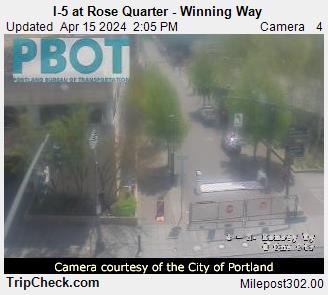 I-5 at Rose Quarter - Winning Way
Updated Apr 15 2024 2:05 PM Camera 4
PBOT
PORTLAND BUREAU OF TRANSPORTATION
Camera courtesy of the City of Portland
TripCheck.com Milepost302.00